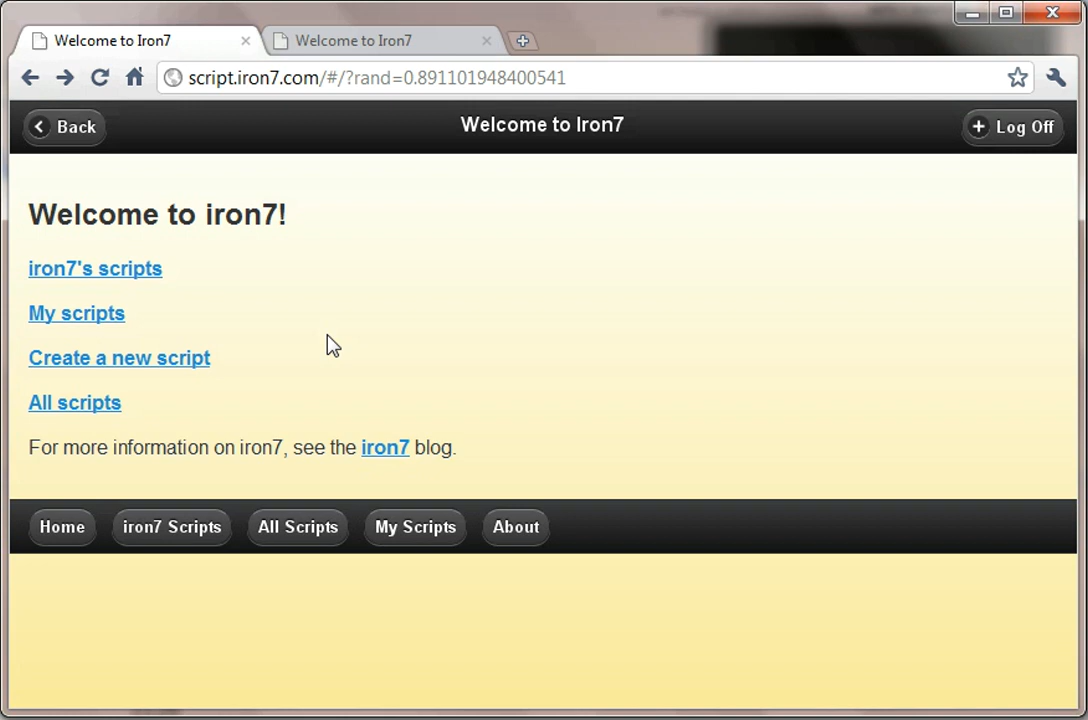 Welcome to Iron7
Welcome to Iron7
script.iron7.com/#/?rand=0.891101948400541
Back
Welcome to Iron7
Log Off
Welcome to iron7!
iron7's scripts
My scripts
Create a new script
All scripts
For more information on iron7, see the iron7 blog.
Home iron7 Scripts All Scripts My Scripts About